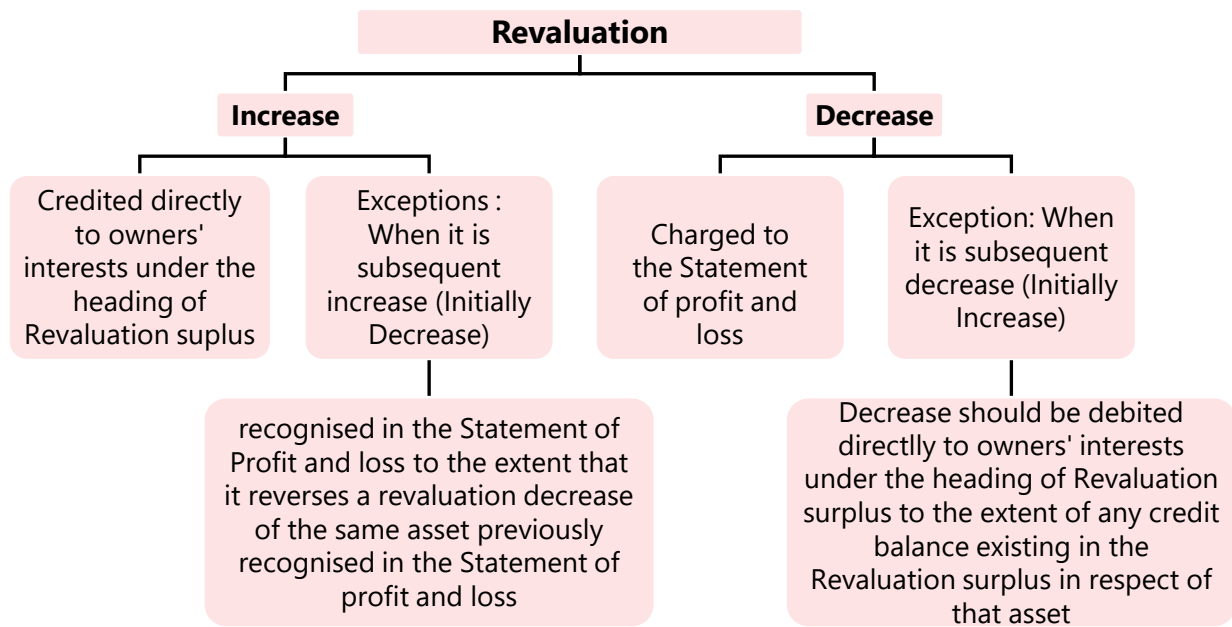 Revaluation
Increase
Decrease
Credited directly
to owners'
interests under the
heading of
Revaluation suplus
Exceptions :
When it is
subsequent
increase (Initially
Decrease)
Charged to
the Statement
of profit and
loss
Exception: When
it is subsequent
decrease (Initially
Increase)
recognised in the Statement of
Profit and loss to the extent that
it reverses a revaluation decrease
of the same asset previously
recognised in the Statement of
profit and loss
Decrease should be debited
directlly to owners' interests
under the heading of Revaluation
surplus to the extent of any credit
balance existing in the
Revaluation surplus in respect of
that asset